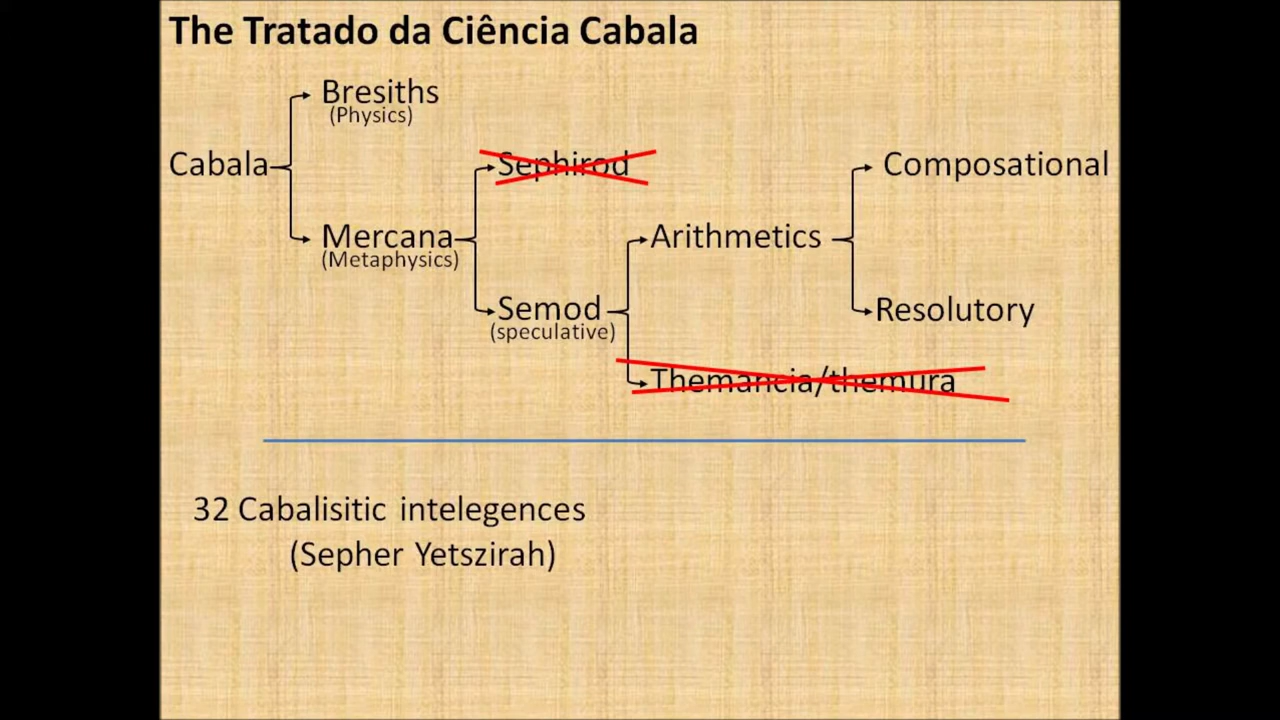 The Tratado da Ciência Cabala
Bresiths
(Physics)
Cabala
Sephirod
Composational
Mercana
(Metaphysics)
Arithmetics
Semod
(speculative)
Resolutory
Themancia/themura
32 Cabalisitic intelegences
(Sepher Yetszirah)